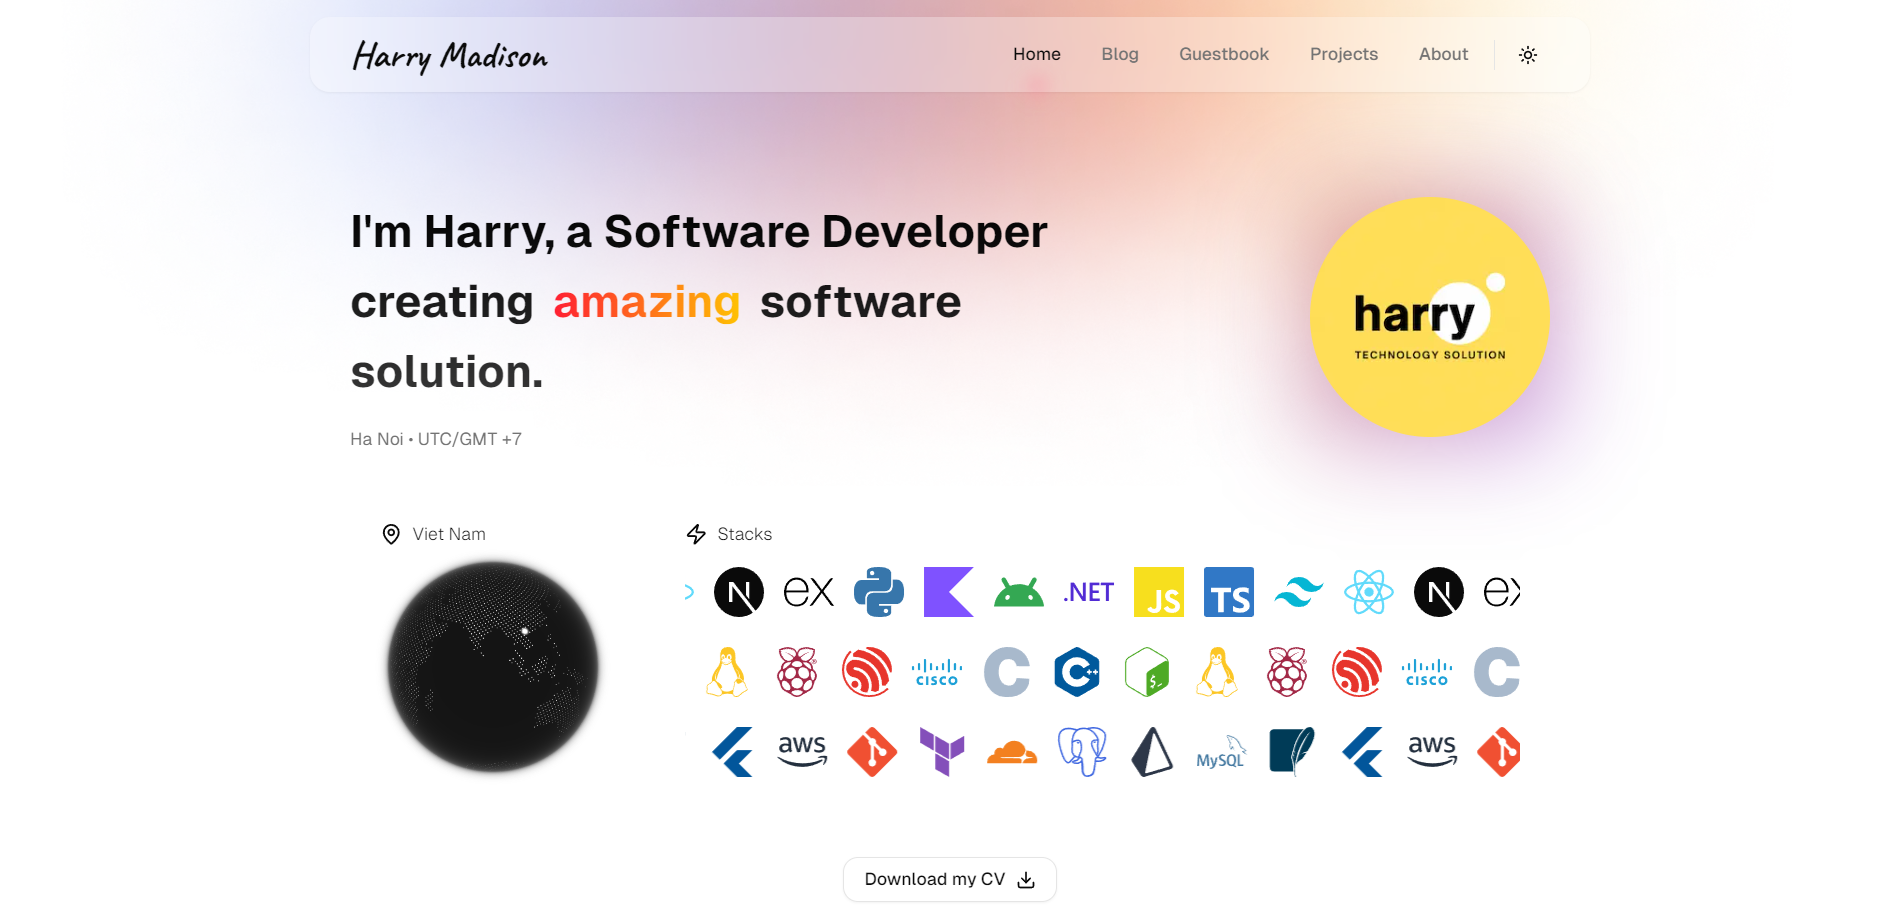 Harry Madison
Home Blog Guestbook Projects About
I'm Harry, a Software Developer
creating amazing software
solution.
harry
TECHNOLOGY SOLUTION
Ha Noi • UTC/GMT +7
Viet Nam
Stacks
N ex .NET JS TS N ex
CISCO C C++ $_ CISCO C
aws MySQL aws
Download my CV